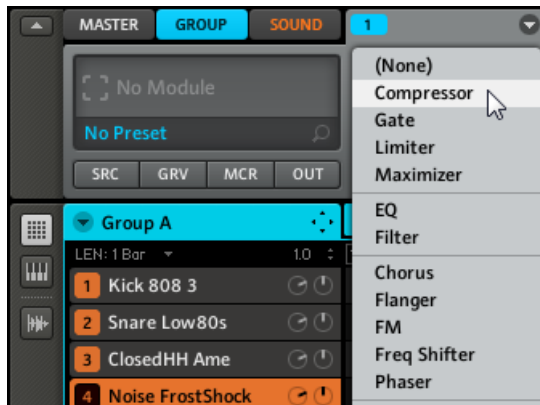 MASTER GROUP SOUND 1
No Module
No Preset
SRC GRV MCR OUT
Group A
LEN: 1 Bar 1.0
1 Kick 808 3
2 Snare Low80s
3 ClosedHH Ame
4 Noise FrostShock
(None)
Compressor
Gate
Limiter
Maximizer
EQ
Filter
Chorus
Flanger
FM
Freq Shifter
Phaser